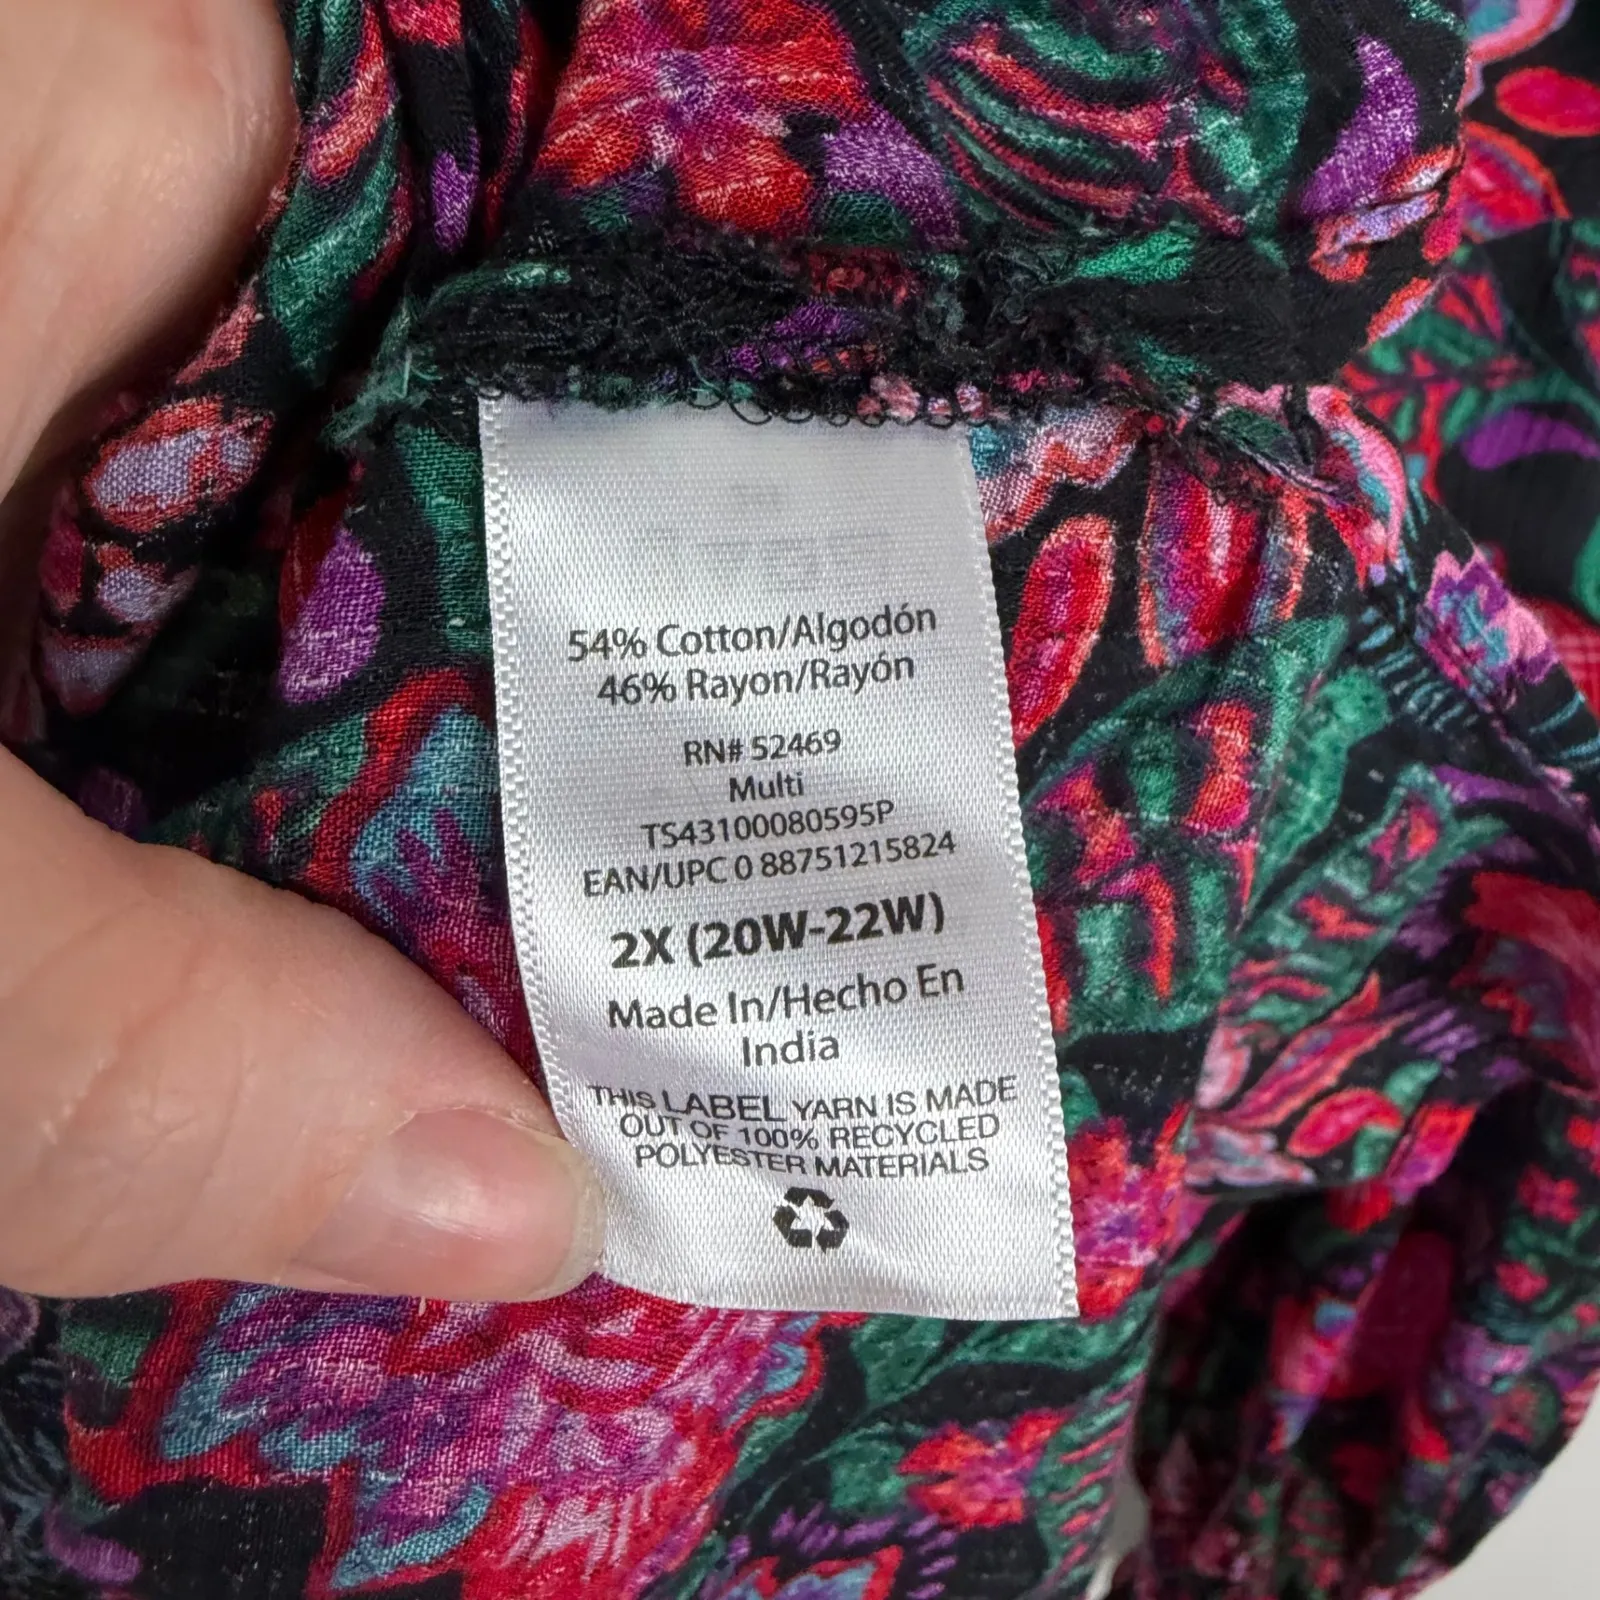 54% Cotton/Algodón
46% Rayon/Rayón
RN# 52469
Multi
TS43100080595P
EAN/UPC 0 88751215824
2X (20W-22W)
Made In/Hecho En
India
THIS LABEL YARN IS MADE
OUT OF 100% RECYCLED
POLYESTER MATERIALS